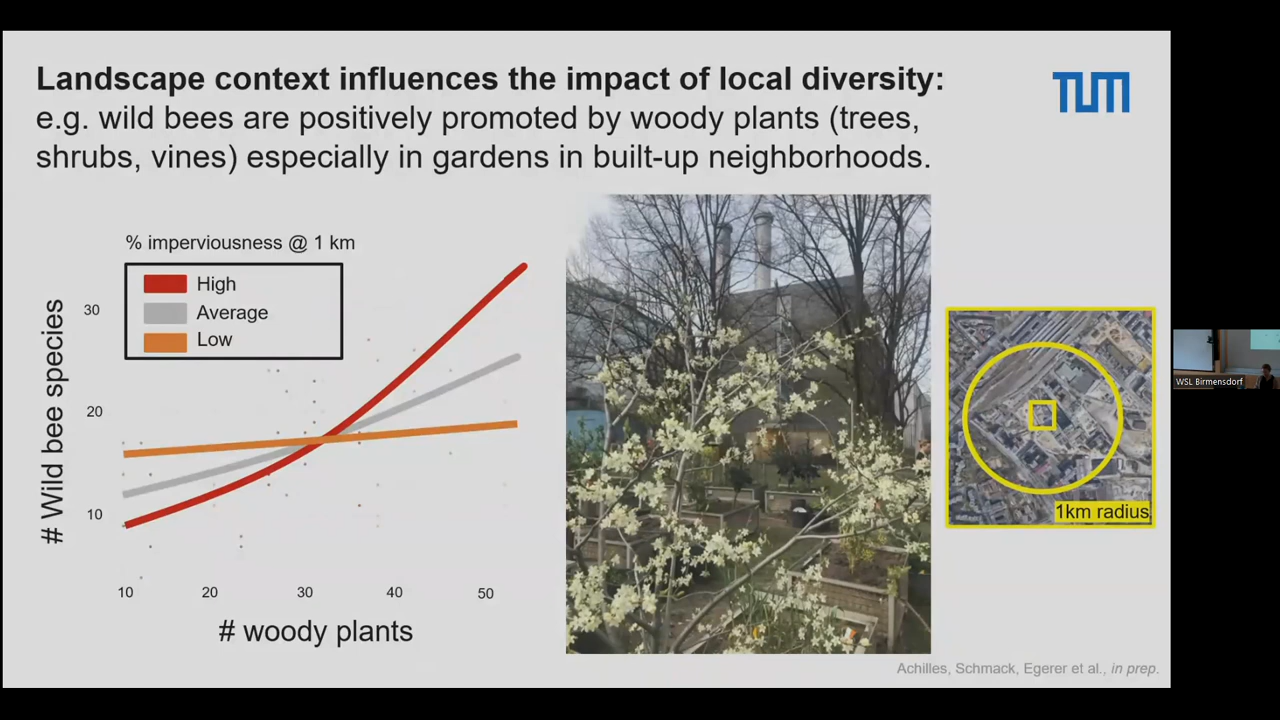 Landscape context influences the impact of local diversity:
e.g. wild bees are positively promoted by woody plants (trees,
shrubs, vines) especially in gardens in built-up neighborhoods.
TUM
% imperviousness @ 1 km
High
Average
Low
# Wild bee species
30
20
10
10 20 30 40 50
# woody plants
1km radius
Achilles, Schmack, Egerer et al., in prep.
WSL Birmensdorf